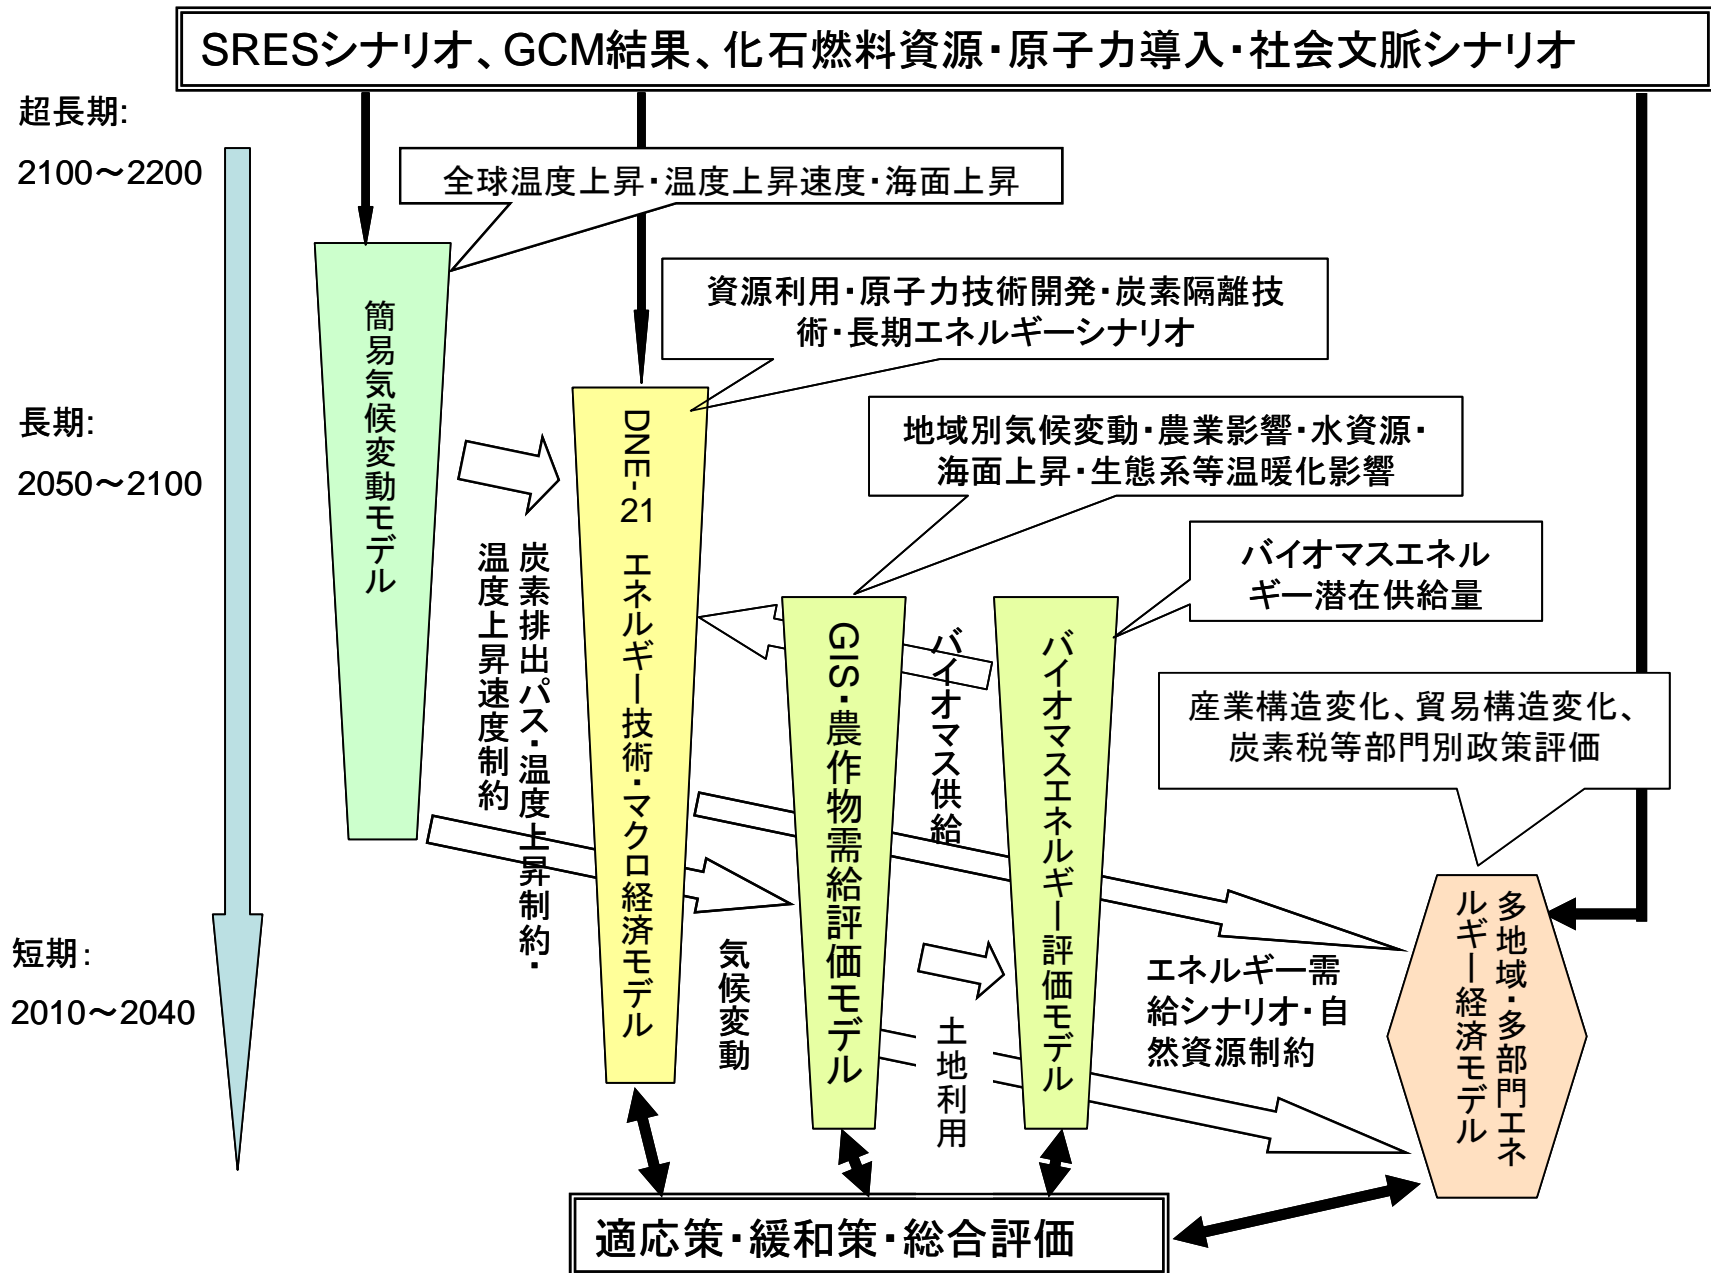 SRESシナリオ、GCM結果、化石燃料資源・原子力導入・社会文脈シナリオ
超長期:
2100～2200
全球温度上昇・温度上昇速度・海面上昇
資源利用・原子力技術開発・炭素隔離技
術・長期エネルギーシナリオ
簡易気候変動モデル
長期:
2050～2100
DNE-21 エネルギー技術・マクロ経済モデル
地域別気候変動・農業影響・水資源・
海面上昇・生態系等温暖化影響
バイオマスエネル
ギー潜在供給量
炭素排出パス・温度上昇制約・
温度上昇速度制約
GIS・農作物需給評価モデル
バイオマス供給
バイオマスエネルギー評価モデル
産業構造変化、貿易構造変化、
炭素税等部門別政策評価
短期:
2010～2040
気候変動
土地利用
エネルギー需
給シナリオ・自
然資源制約
多地域・多部門エネ
ルギー経済モデル
適応策・緩和策・総合評価